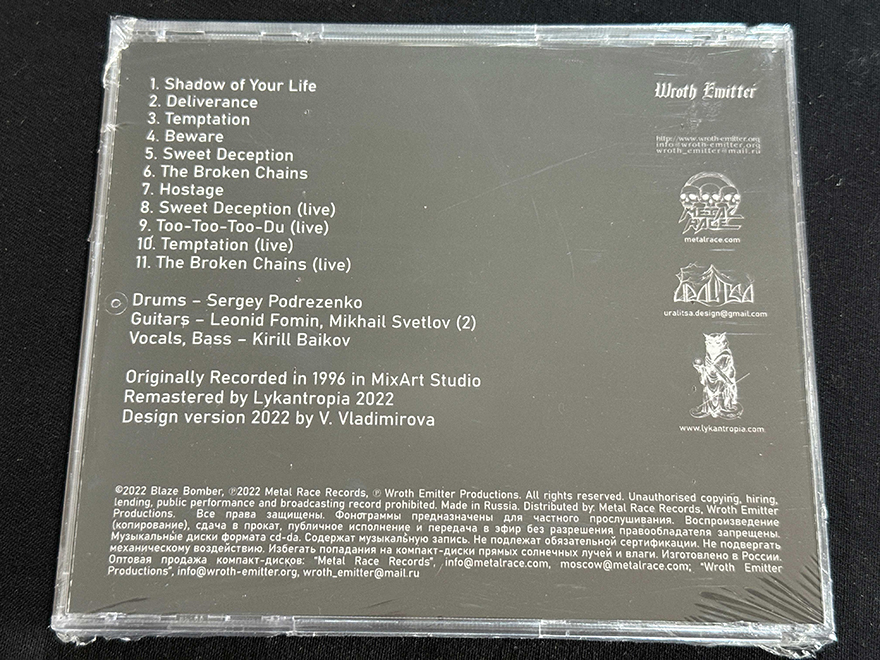 1. Shadow of Your Life
2. Deliverance
3. Temptation
4. Beware
5. Sweet Deception
6. The Broken Chains
7. Hostage
8. Sweet Deception (live)
9. Too-Too-Too-Du (live)
10. Temptation (live)
11. The Broken Chains (live)
Drums – Sergey Podrezenko
Guitars – Leonid Fomin, Mikhail Svetlov (2)
Vocals, Bass – Kirill Baikov
Originally Recorded in 1996 in MixArt Studio
Remastered by Lykantropia 2022
Design version 2022 by V. Vladimirova
Wroth Emitter
http://www.wroth-emitter.org
info@wroth-emitter.org
wroth_emitter@mail.ru
METAL
RACE
metalrace.com
URALITSA
uralitsa.design@gmail.com
www.lykantropia.com
©2022 Blaze Bomber, ℗2022 Metal Race Records, ℗ Wroth Emitter Productions. All rights reserved. Unauthorised copying, hiring,
lending, public performance and broadcasting record prohibited. Made in Russia. Distributed by: Metal Race Records, Wroth Emitter
Productions. Все права защищены. Фонограммы предназначены для частного прослушивания. Воспроизведение
(копирование), сдача в прокат, публичное исполнение и передача в эфир без разрешения правообладателя запрещены.
Музыкальные диски формата cd-da. Содержат музыкальную запись. Не подлежат обязательной сертификации. Не подвергать
механическому воздействию. Избегать попадания на компакт-диски прямых солнечных лучей и влаги. Изготовлено в России.
Оптовая продажа компакт-дисков: "Metal Race Records", info@metalrace.com, moscow@metalrace.com; "Wroth Emitter
Productions", info@wroth-emitter.org, wroth_emitter@mail.ru